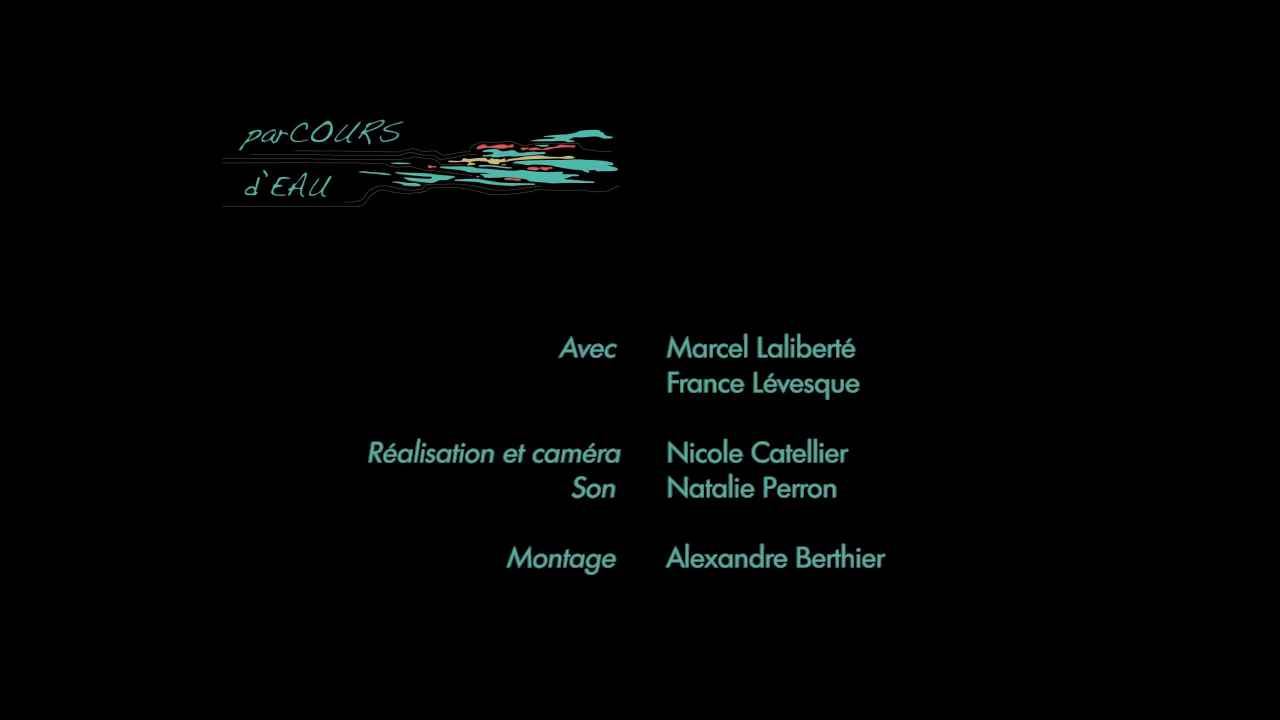 parCOURS
d'EAU
Avec Marcel Laliberté
France Lévesque
Réalisation et caméra Nicole Catellier
Son Natalie Perron
Montage Alexandre Berthier